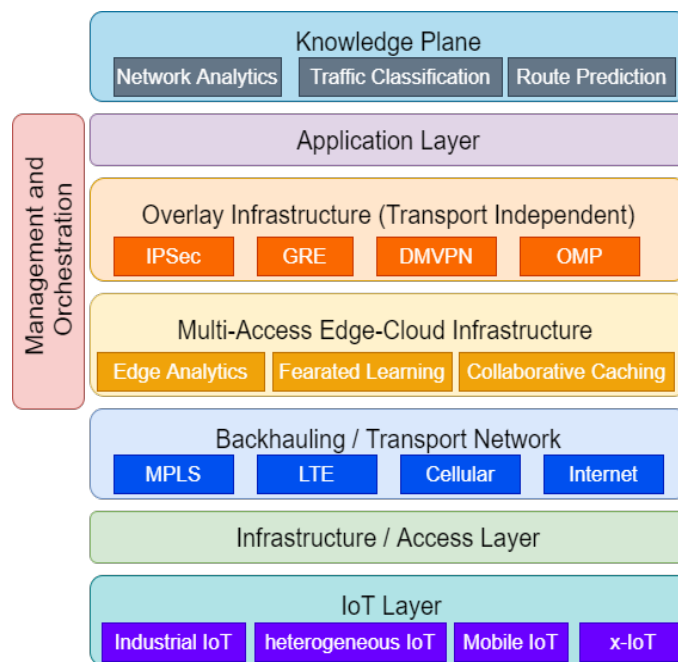 Knowledge Plane
Network Analytics
Traffic Classification
Route Prediction
Management and
Orchestration
Application Layer
Overlay Infrastructure (Transport Independent)
IPSec
GRE
DMVPN
OMP
Multi-Access Edge-Cloud Infrastructure
Edge Analytics
Fearated Learning
Collaborative Caching
Backhauling / Transport Network
MPLS
LTE
Cellular
Internet
Infrastructure / Access Layer
IoT Layer
Industrial IoT
heterogeneous IoT
Mobile IoT
x-IoT